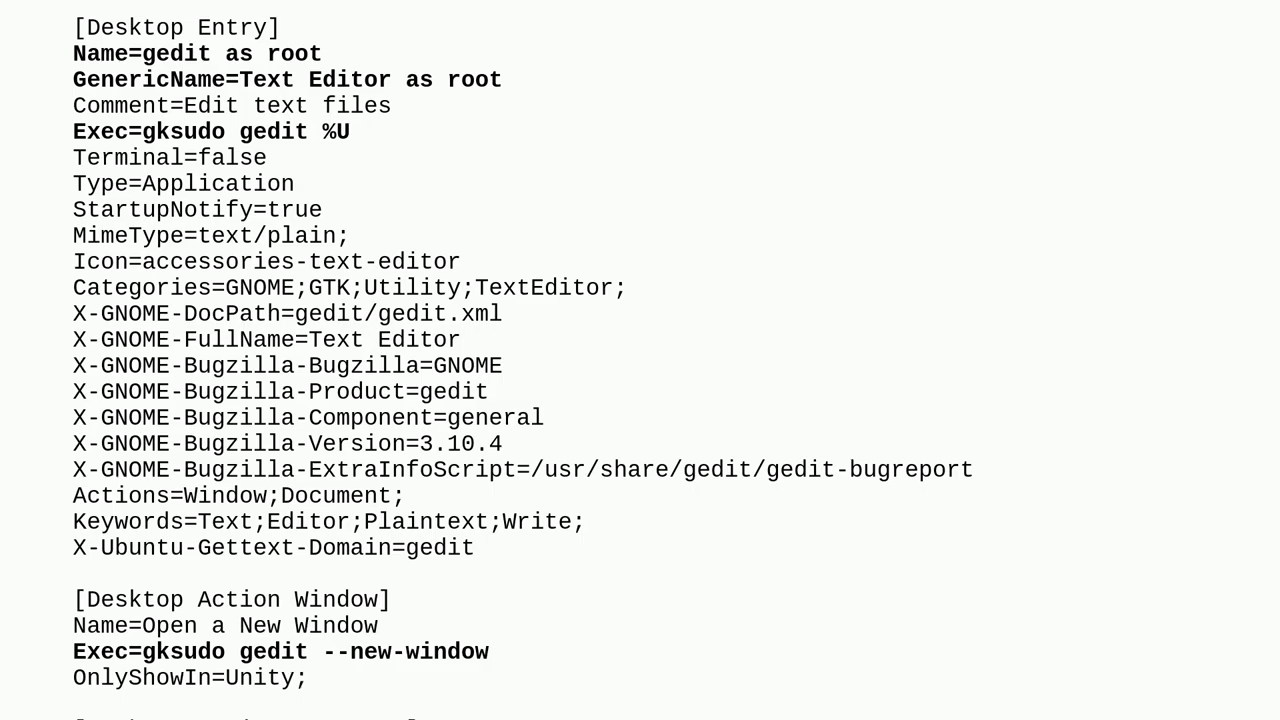 [Desktop Entry]
Name=gedit as root
GenericName=Text Editor as root
Comment=Edit text files
Exec=gksudo gedit %U
Terminal=false
Type=Application
StartupNotify=true
MimeType=text/plain;
Icon=accessories-text-editor
Categories=GNOME;GTK;Utility;TextEditor;
X-GNOME-DocPath=gedit/gedit.xml
X-GNOME-FullName=Text Editor
X-GNOME-Bugzilla-Bugzilla=GNOME
X-GNOME-Bugzilla-Product=gedit
X-GNOME-Bugzilla-Component=general
X-GNOME-Bugzilla-Version=3.10.4
X-GNOME-Bugzilla-ExtraInfoScript=/usr/share/gedit/gedit-bugreport
Actions=Window;Document;
Keywords=Text;Editor;Plaintext;Write;
X-Ubuntu-Gettext-Domain=gedit
[Desktop Action Window]
Name=Open a New Window
Exec=gksudo gedit --new-window
OnlyShowIn=Unity;